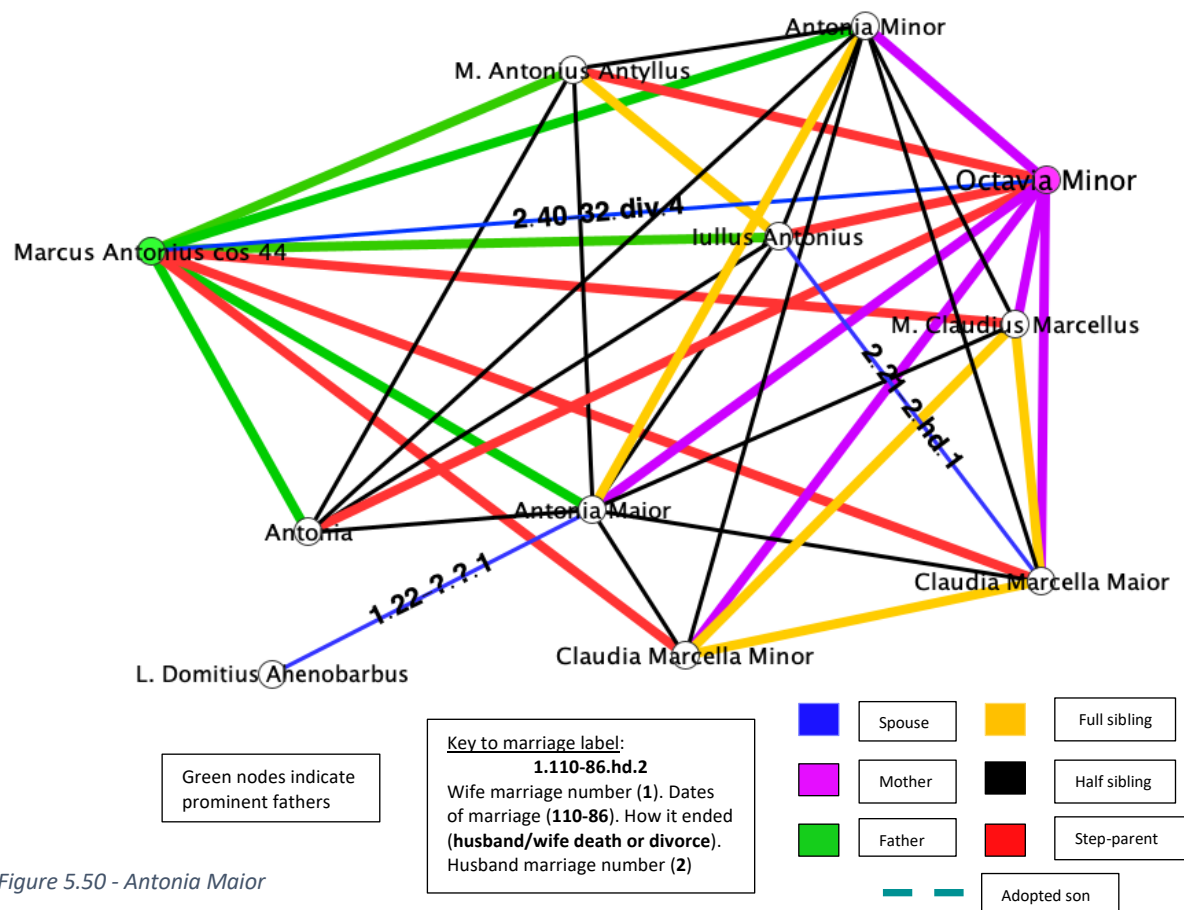 Antonia Minor
M. Antonius Antyllus
Octavia Minor
2.40-32.div.4
Iullus Antonius
Marcus Antonius cos 44
M. Claudius Marcellus
2.21-2.hd.1
Antonia Maior
Antonia
1.22-?.?.1
Claudia Marcella Maior
Claudia Marcella Minor
L. Domitius Ahenobarbus
Green nodes indicate
prominent fathers
Key to marriage label:
1.110-86.hd.2
Wife marriage number (1). Dates
of marriage (110-86). How it ended
(husband/wife death or divorce).
Husband marriage number (2)
Spouse
Full sibling
Mother
Half sibling
Father
Step-parent
Adopted son
Figure 5.50 - Antonia Maior